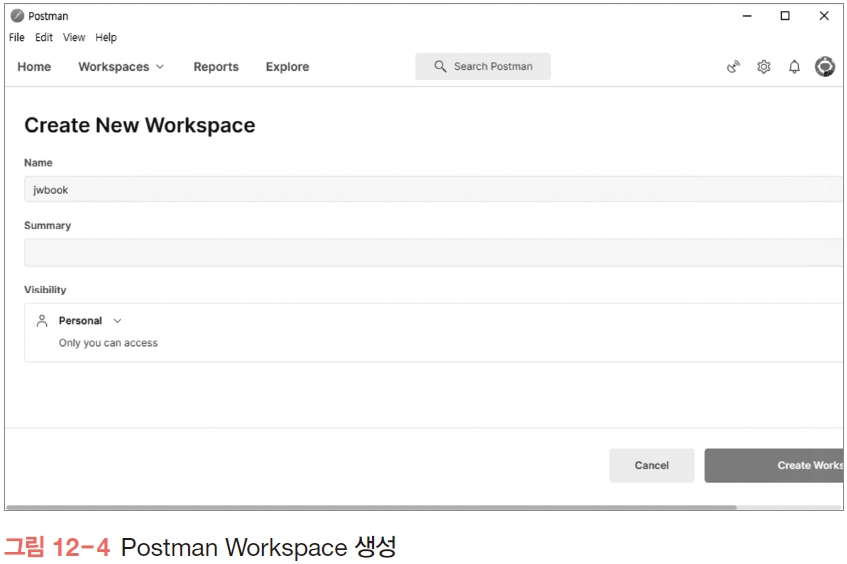 Postman
File Edit View Help
Home Workspaces Reports Explore Search Postman
Create New Workspace
Name
jwbook
Summary
Visibility
Personal
Only you can access
Cancel Create Works
그림 12-4 Postman Workspace 생성